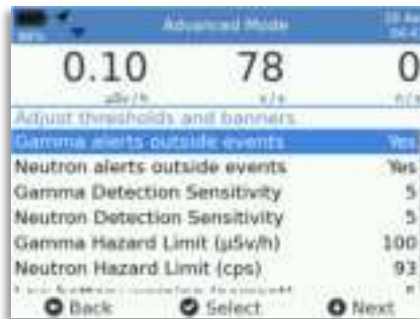 Advanced Mode
0.10 78 0
µSv/h
Adjust thresholds and banners
Gamma alerts outside events Yes
Neutron alerts outside events Yes
Gamma Detection Sensitivity 5
Neutron Detection Sensitivity 5
Gamma Hazard Limit (µSv/h) 100
Neutron Hazard Limit (cps) 93
Back Select Next